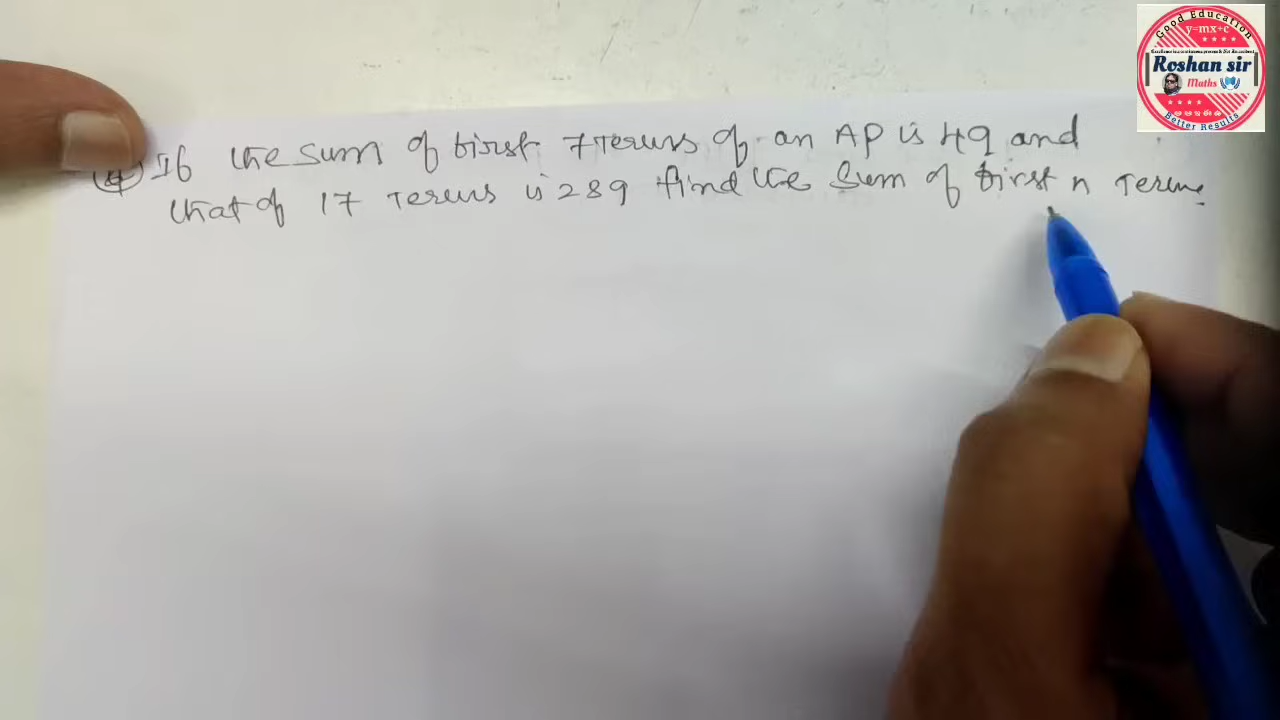 Good Education
y=mx+c
Roshan sir
Maths
Better Results
(4) If the sum of first 7 Terms of an AP is 49 and
that of 17 Terms is 289 find the sum of first n Terms.